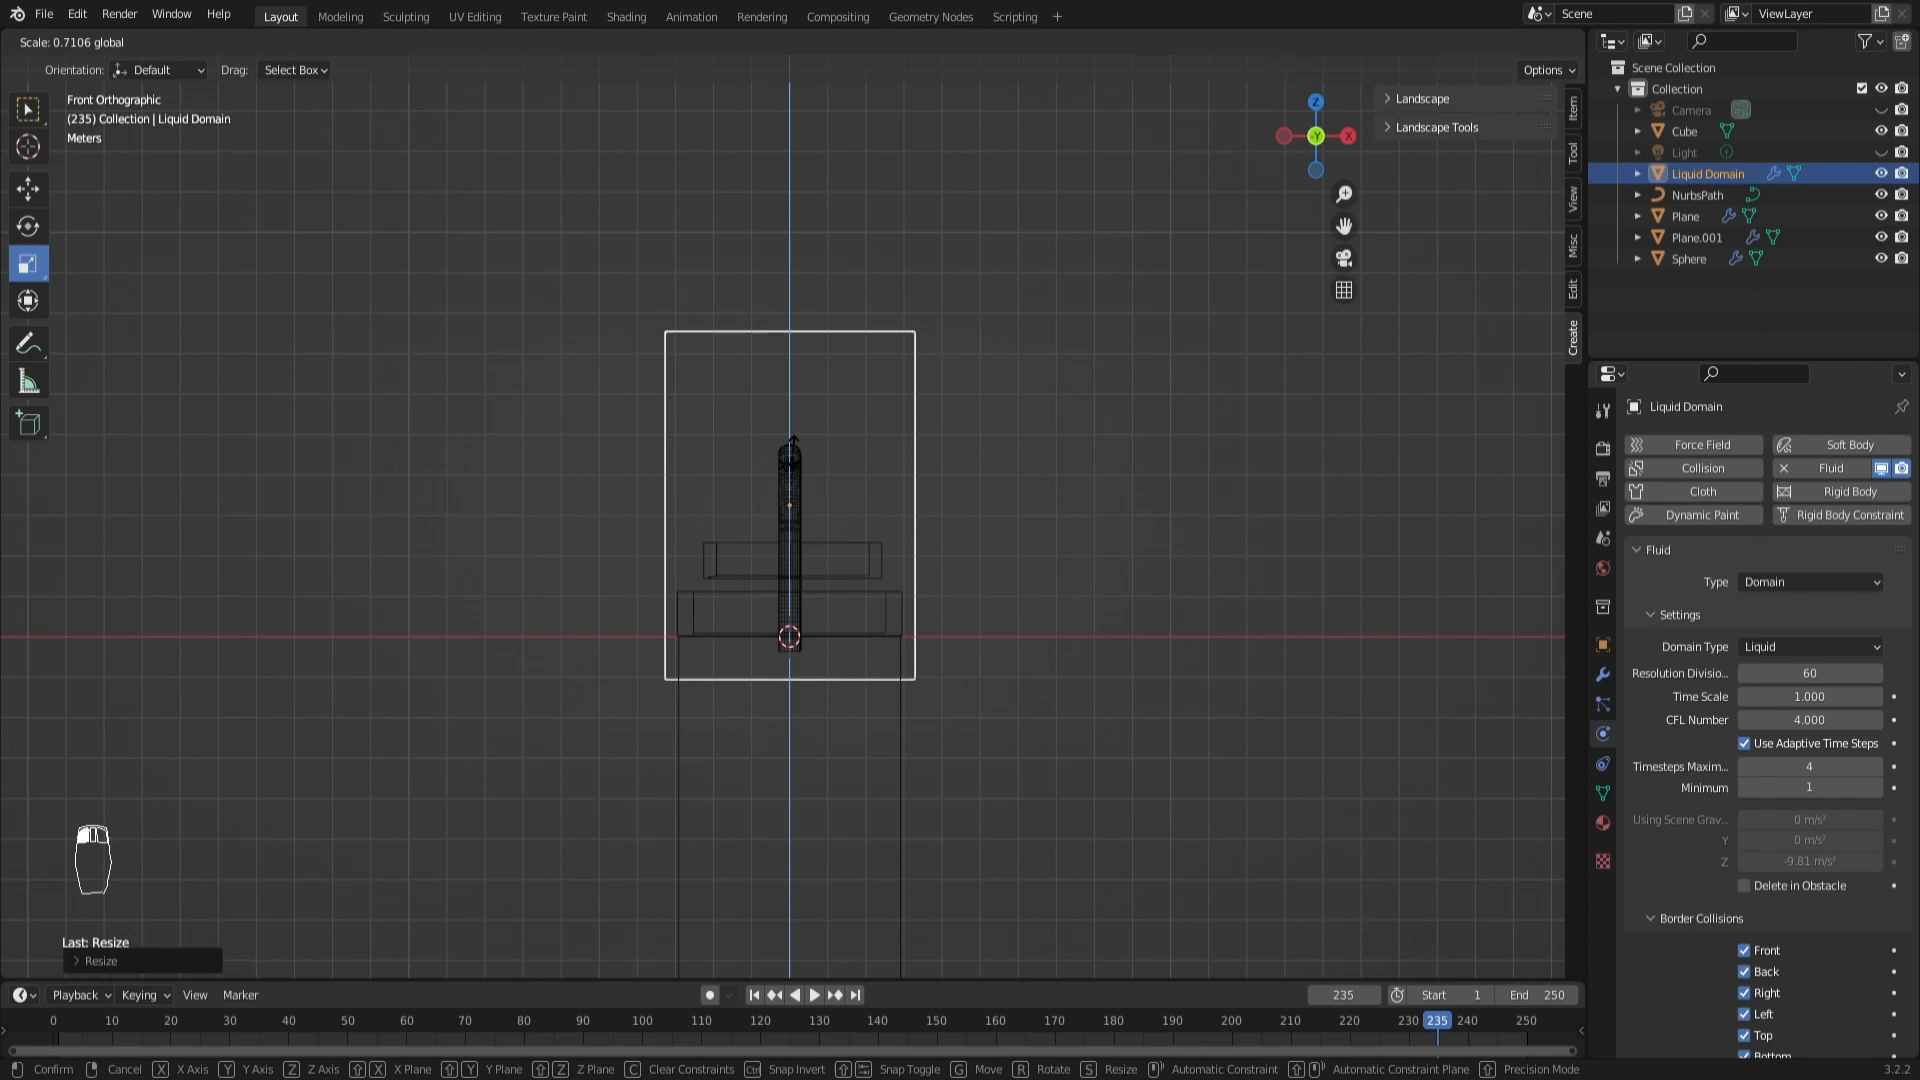 File Edit Render Window Help Layout Modeling Sculpting UV Editing Texture Paint Shading Animation Rendering Compositing Geometry Nodes Scripting + Scene ViewLayer
Scale: 0.7106 global
Orientation: Default Drag: Select Box Options
Front Orthographic
(235) Collection | Liquid Domain
Meters
Landscape
Landscape Tools
Z
Y
X
Item
Tool
View
Misc
Edit
Create
Last: Resize
Resize
Scene Collection
Collection
Camera
Cube
Light
Liquid Domain
NurbsPath
Plane
Plane.001
Sphere
Liquid Domain
Force Field Soft Body
Collision Fluid
Cloth Rigid Body
Dynamic Paint Rigid Body Constraint
Fluid
Type Domain
Settings
Domain Type Liquid
Resolution Divisio... 60
Time Scale 1.000
CFL Number 4.000
Use Adaptive Time Steps
Timesteps Maxim... 4
Minimum 1
Using Scene Grav... 0 m/s²
Y 0 m/s²
Z -9.81 m/s²
Delete in Obstacle
Border Collisions
Front
Back
Right
Left
Top
Bottom
Playback Keying View Marker 235 Start 1 End 250
0 10 20 30 40 50 60 70 80 90 100 110 120 130 140 150 160 170 180 190 200 210 220 230 235 240 250
Confirm Cancel X X Axis Y Y Axis Z Z Axis X X Plane Y Y Plane Z Z Plane C Clear Constraints Ctrl Snap Invert Snap Toggle G Move R Rotate S Resize Automatic Constraint Automatic Constraint Plane Precision Mode 3.2.2